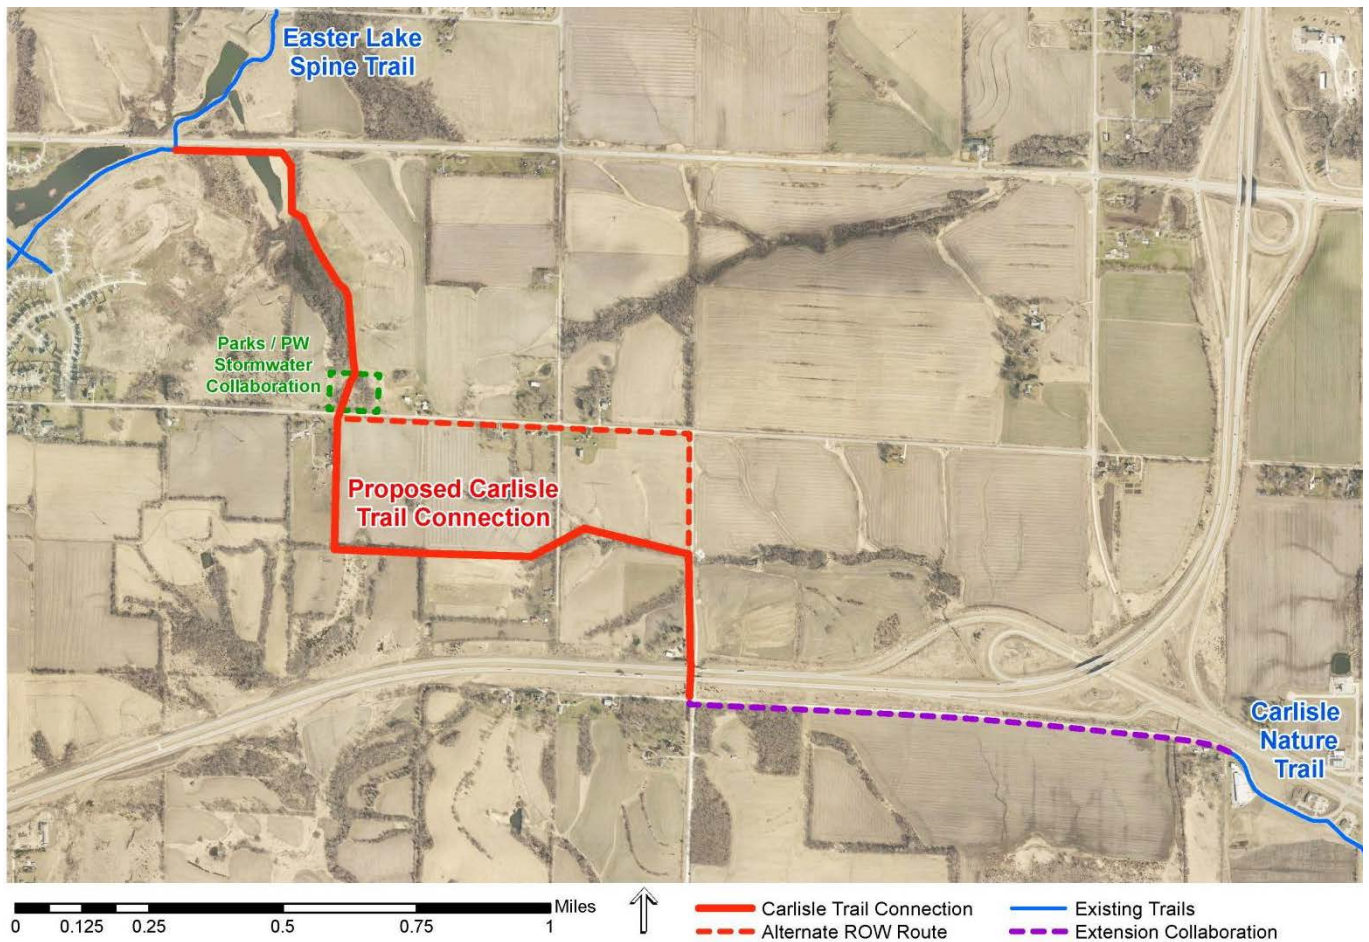 Easter Lake
Spine Trail
Parks / PW
Stormwater
Collaboration
Proposed Carlisle
Trail Connection
Carlisle
Nature
Trail
Miles
0 0.125 0.25 0.5 0.75 1
Carlisle Trail Connection
Alternate ROW Route
Existing Trails
Extension Collaboration